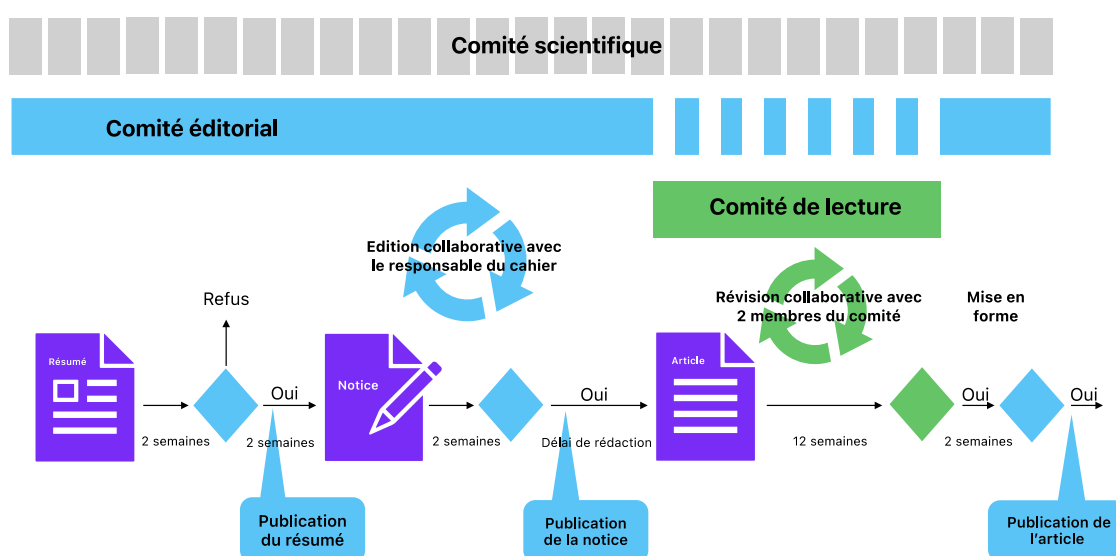 Comité scientifique
Comité éditorial
Comité de lecture
Edition collaborative avec
le responsable du cahier
Révision collaborative avec
2 membres du comité
Mise en
forme
Refus
Résumé
Notice
Article
Oui
Oui
Oui
Oui
2 semaines
2 semaines
2 semaines
Délai de rédaction
12 semaines
2 semaines
Publication
du résumé
Publication
de la notice
Publication de
l'article